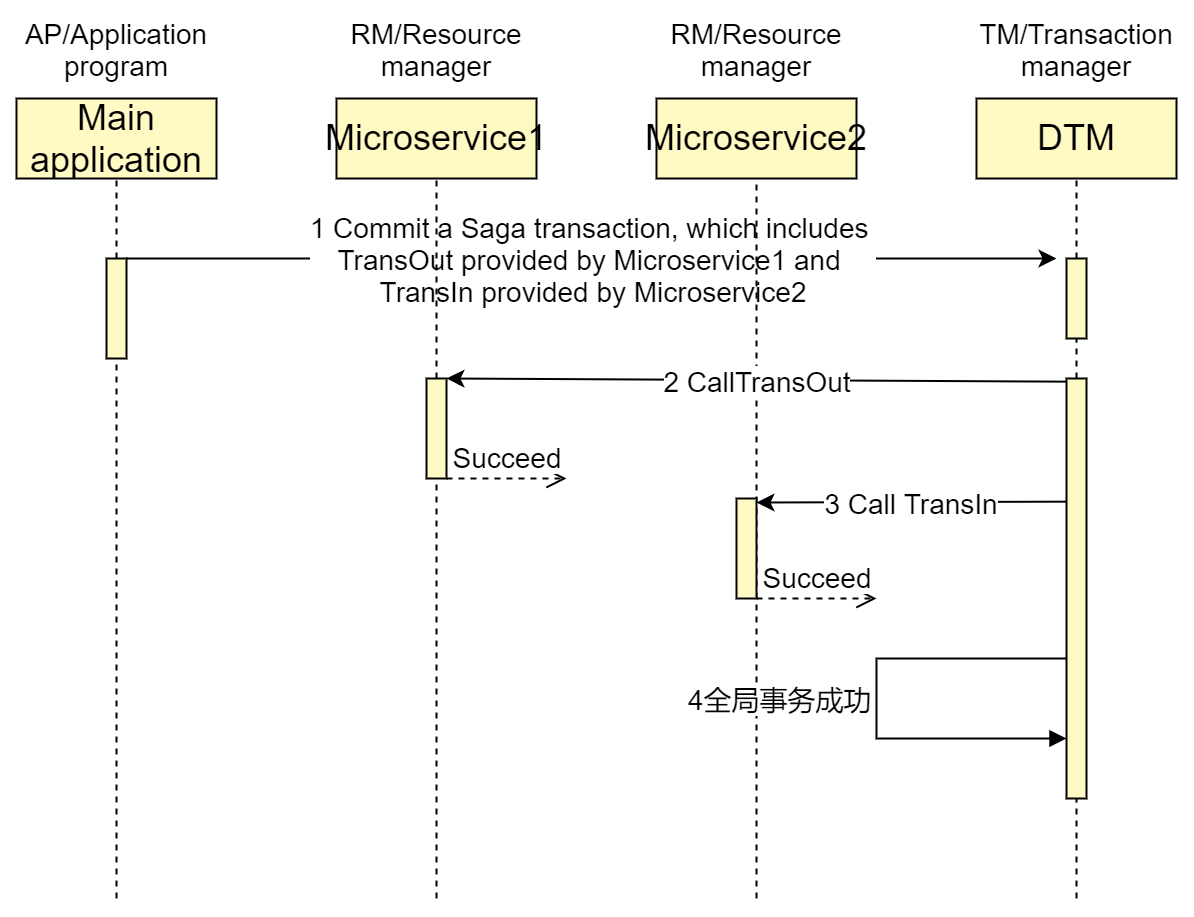 AP/Application
program
RM/Resource
manager
RM/Resource
manager
TM/Transaction
manager
Main
application
Microservice1
Microservice2
DTM
1 Commit a Saga transaction, which includes
TransOut provided by Microservice1 and
TransIn provided by Microservice2
2 CallTransOut
Succeed
3 Call TransIn
Succeed
4全局事务成功